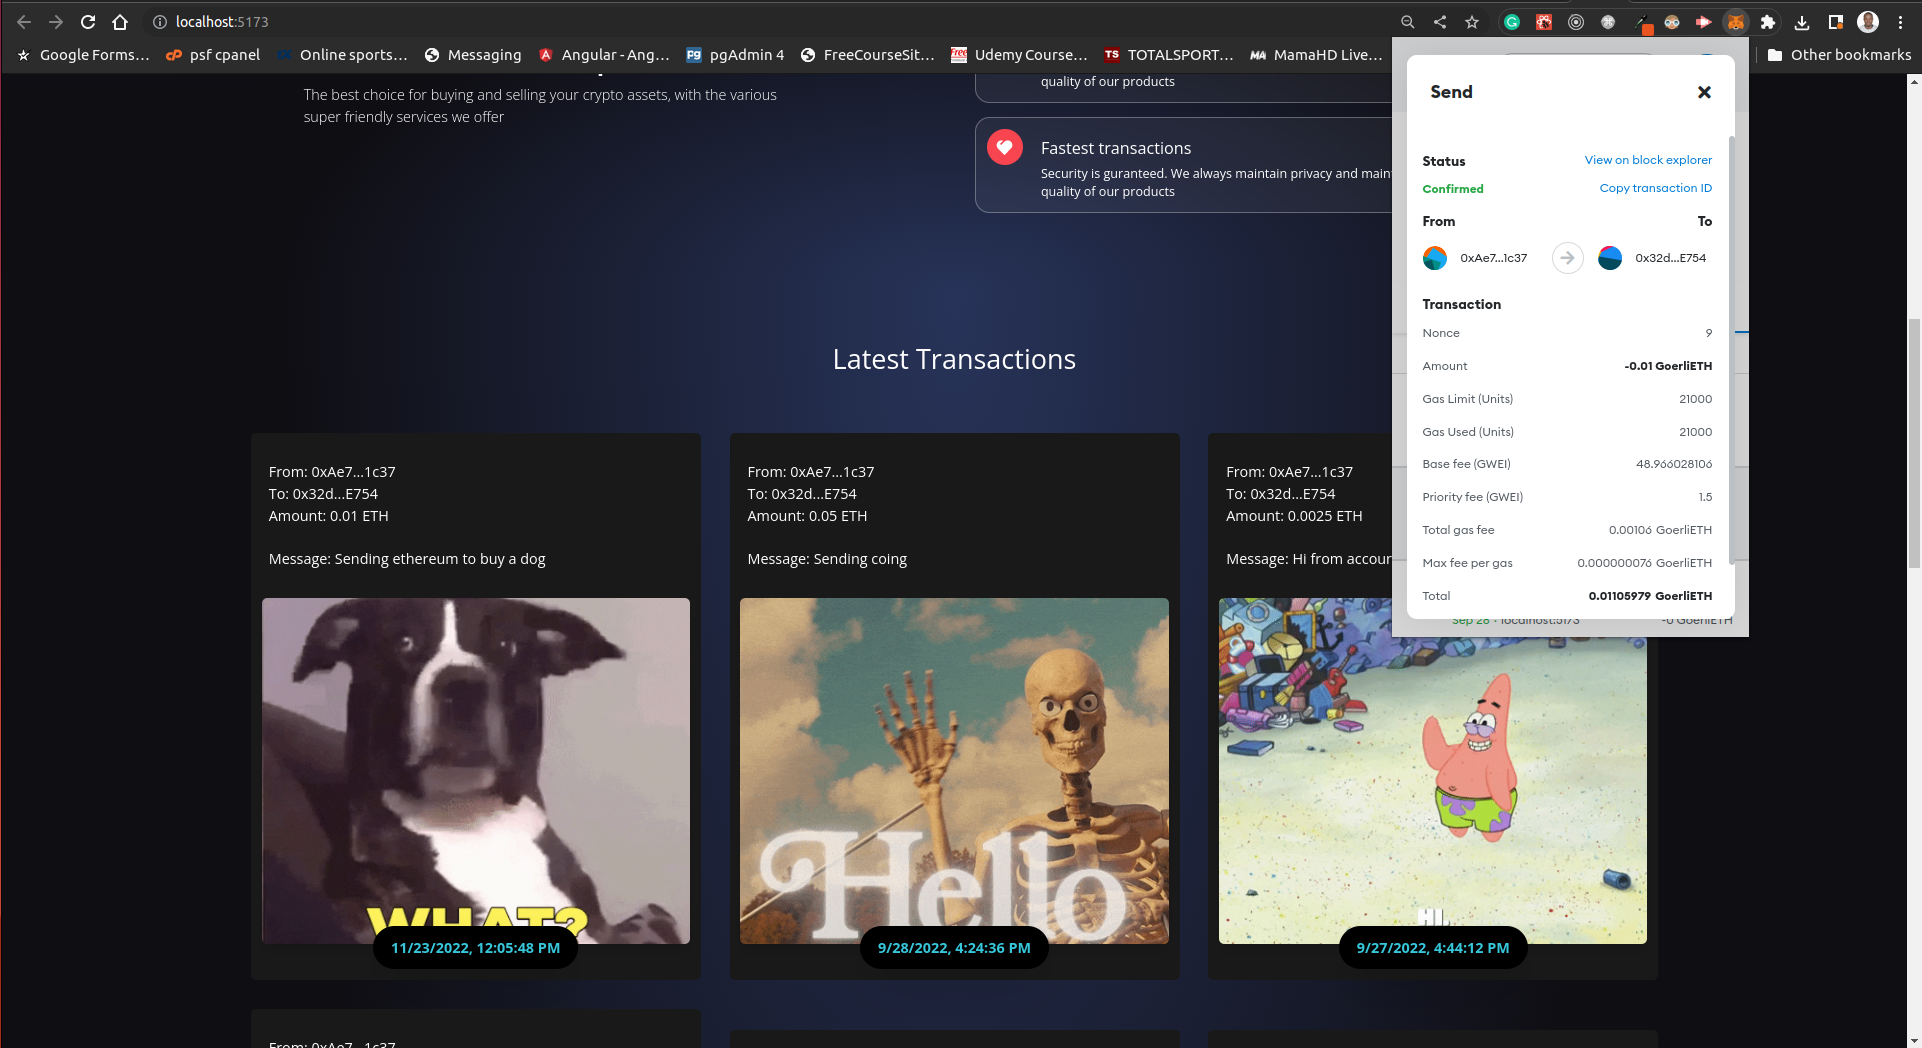 localhost:5173
Google Forms...
psf cpanel
Online sports...
Messaging
Angular - Ang...
pgAdmin 4
FreeCourseSit...
Udemy Course...
TOTALSPORT...
MamaHD Live...
Other bookmarks
The best choice for buying and selling your crypto assets, with the various
super friendly services we offer
quality of our products
Fastest transactions
Security is guranteed. We always maintain privacy and main
quality of our products
Send
Status
View on block explorer
Confirmed
Copy transaction ID
From
To
0xAe7...1c37
0x32d...E754
Transaction
Nonce 9
Amount -0.01 GoerliETH
Gas Limit (Units) 21000
Gas Used (Units) 21000
Base fee (GWEI) 48.966028106
Priority fee (GWEI) 1.5
Total gas fee 0.00106 GoerliETH
Max fee per gas 0.000000076 GoerliETH
Total 0.01105979 GoerliETH
Sep 28 · localhost:5173 -0 GoerliETH
Latest Transactions
From: 0xAe7...1c37
To: 0x32d...E754
Amount: 0.01 ETH
Message: Sending ethereum to buy a dog
WHAT?
11/23/2022, 12:05:48 PM
From: 0xAe7...1c37
To: 0x32d...E754
Amount: 0.05 ETH
Message: Sending coing
Hello
9/28/2022, 4:24:36 PM
From: 0xAe7...1c37
To: 0x32d...E754
Amount: 0.0025 ETH
Message: Hi from accour
HI.
9/27/2022, 4:44:12 PM
From: 0xAe7...1c37